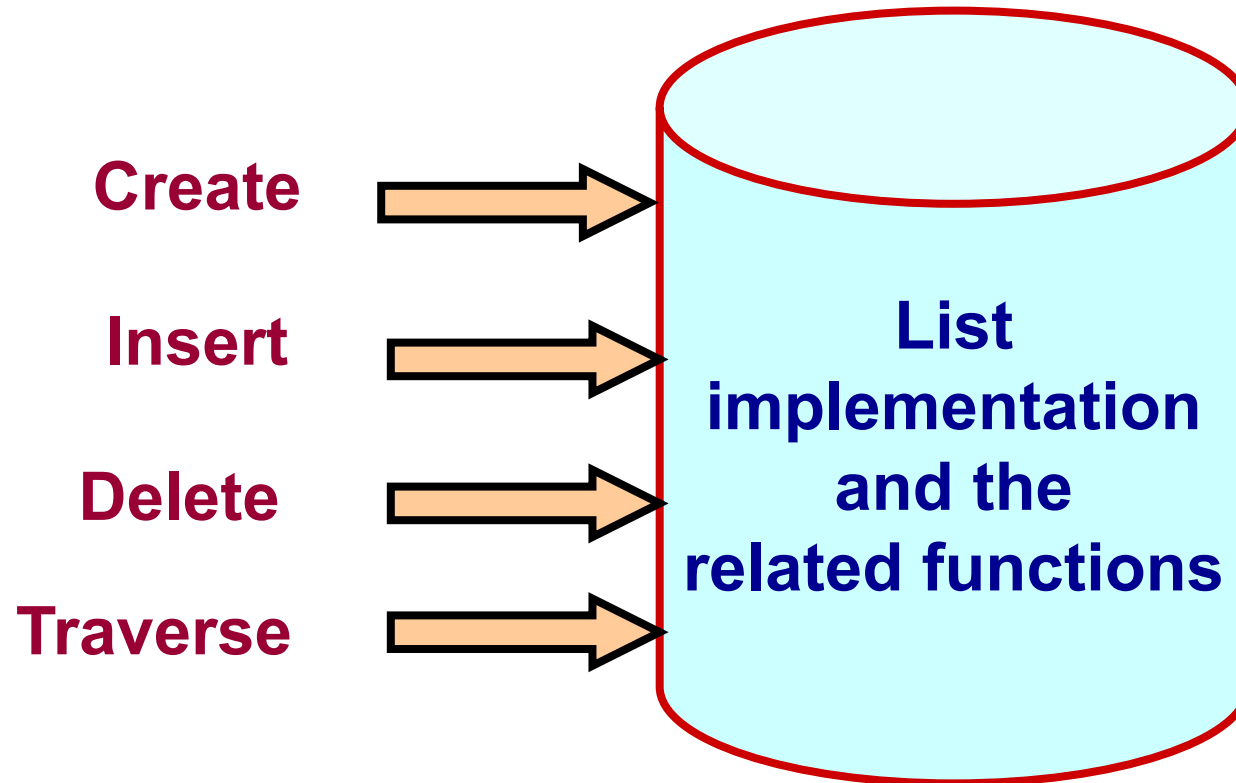 Create
Insert
Delete
Traverse
List
implementation
and the
related functions